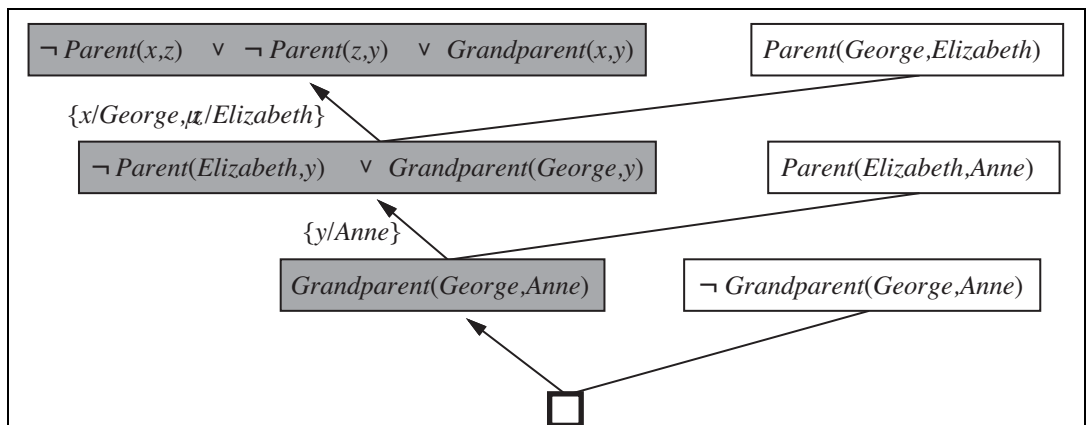 ¬ Parent(x,z) ∨ ¬ Parent(z,y) ∨ Grandparent(x,y)
Parent(George,Elizabeth)
{x/George, z/Elizabeth}
¬ Parent(Elizabeth,y) ∨ Grandparent(George,y)
Parent(Elizabeth,Anne)
{y/Anne}
Grandparent(George,Anne)
¬ Grandparent(George,Anne)